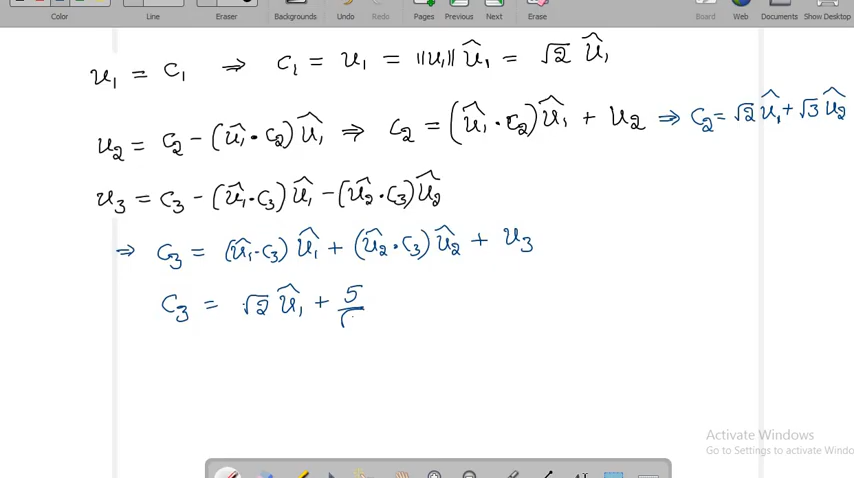 Color Line Eraser Backgrounds Undo Redo Pages Previous Next Erase Board Web Documents Show Desktop
u₁ = c₁ ⇒ c₁ = u₁ = ||u₁|| û₁ = √2 û₁
u₂ = c₂ − (û₁ · c₂) û₁ ⇒ c₂ = (û₁ · c₂) û₁ + u₂ ⇒ c₂ = √2 û₁ + √3 û₂
u₃ = c₃ − (û₁ · c₃) û₁ − (û₂ · c₃) û₂
⇒ c₃ = (û₁ · c₃) û₁ + (û₂ · c₃) û₂ + u₃
c₃ = √2 û₁ + 5/
Activate Windows
Go to Settings to activate Windo